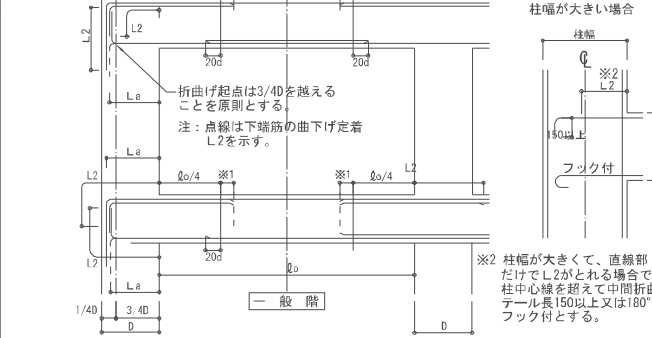 柱幅が大きい場合
L2
L2
柱幅
20d
20d
※2
L2
折曲げ起点は3/4Dを越える
ことを原則とする。
La
注：点線は下端筋の曲下げ定着
L2を示す。
150以上
La
フック付
L2
ℓo/4
※1
※1
ℓo/4
L2
L2
20d
ℓo
※2 柱幅が大きくて、直線部
だけでL2がとれる場合で
柱中心線を超えて中間折曲
テール長150以上又は180°
フック付とする。
La
1/4D
3/4D
一般階
D
D